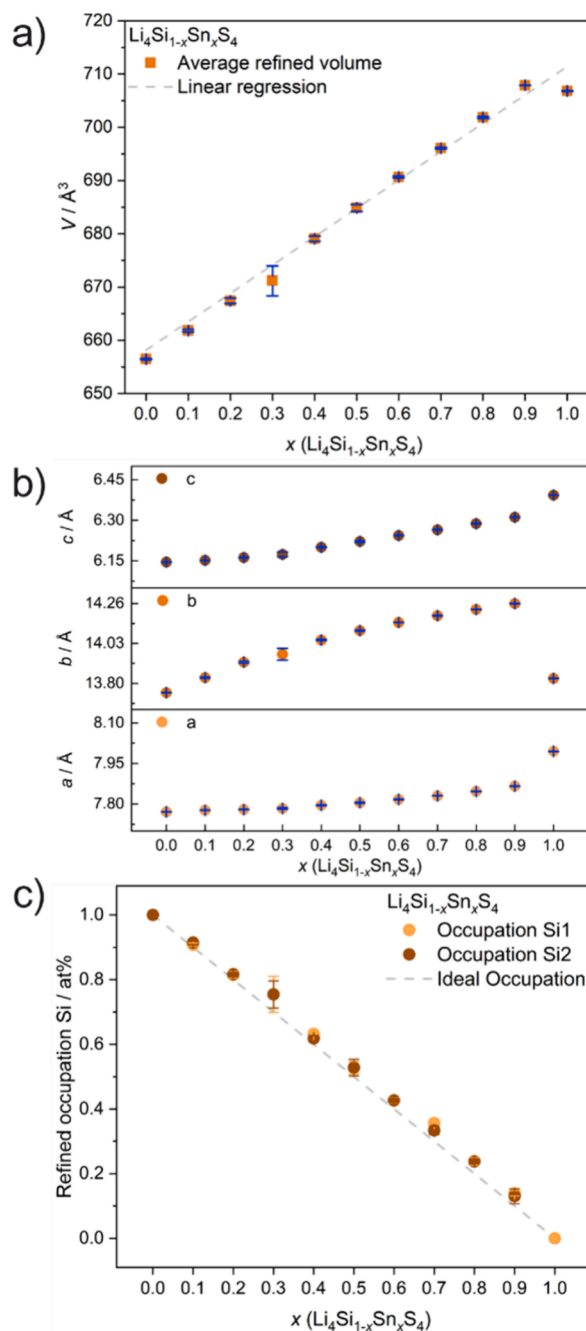 a)
Li₄Si₁₋ₓSnₓS₄
Average refined volume
Linear regression
V / Å³
720
710
700
690
680
670
660
650
0.0 0.1 0.2 0.3 0.4 0.5 0.6 0.7 0.8 0.9 1.0
x (Li₄Si₁₋ₓSnₓS₄)
b)
c
c / Å
6.45
6.30
6.15
b
b / Å
14.26
14.03
13.80
a
a / Å
8.10
7.95
7.80
0.0 0.1 0.2 0.3 0.4 0.5 0.6 0.7 0.8 0.9 1.0
x (Li₄Si₁₋ₓSnₓS₄)
c)
Li₄Si₁₋ₓSnₓS₄
Occupation Si1
Occupation Si2
Ideal Occupation
Refined occupation Si / at%
1.0
0.8
0.6
0.4
0.2
0.0
0.0 0.1 0.2 0.3 0.4 0.5 0.6 0.7 0.8 0.9 1.0
x (Li₄Si₁₋ₓSnₓS₄)